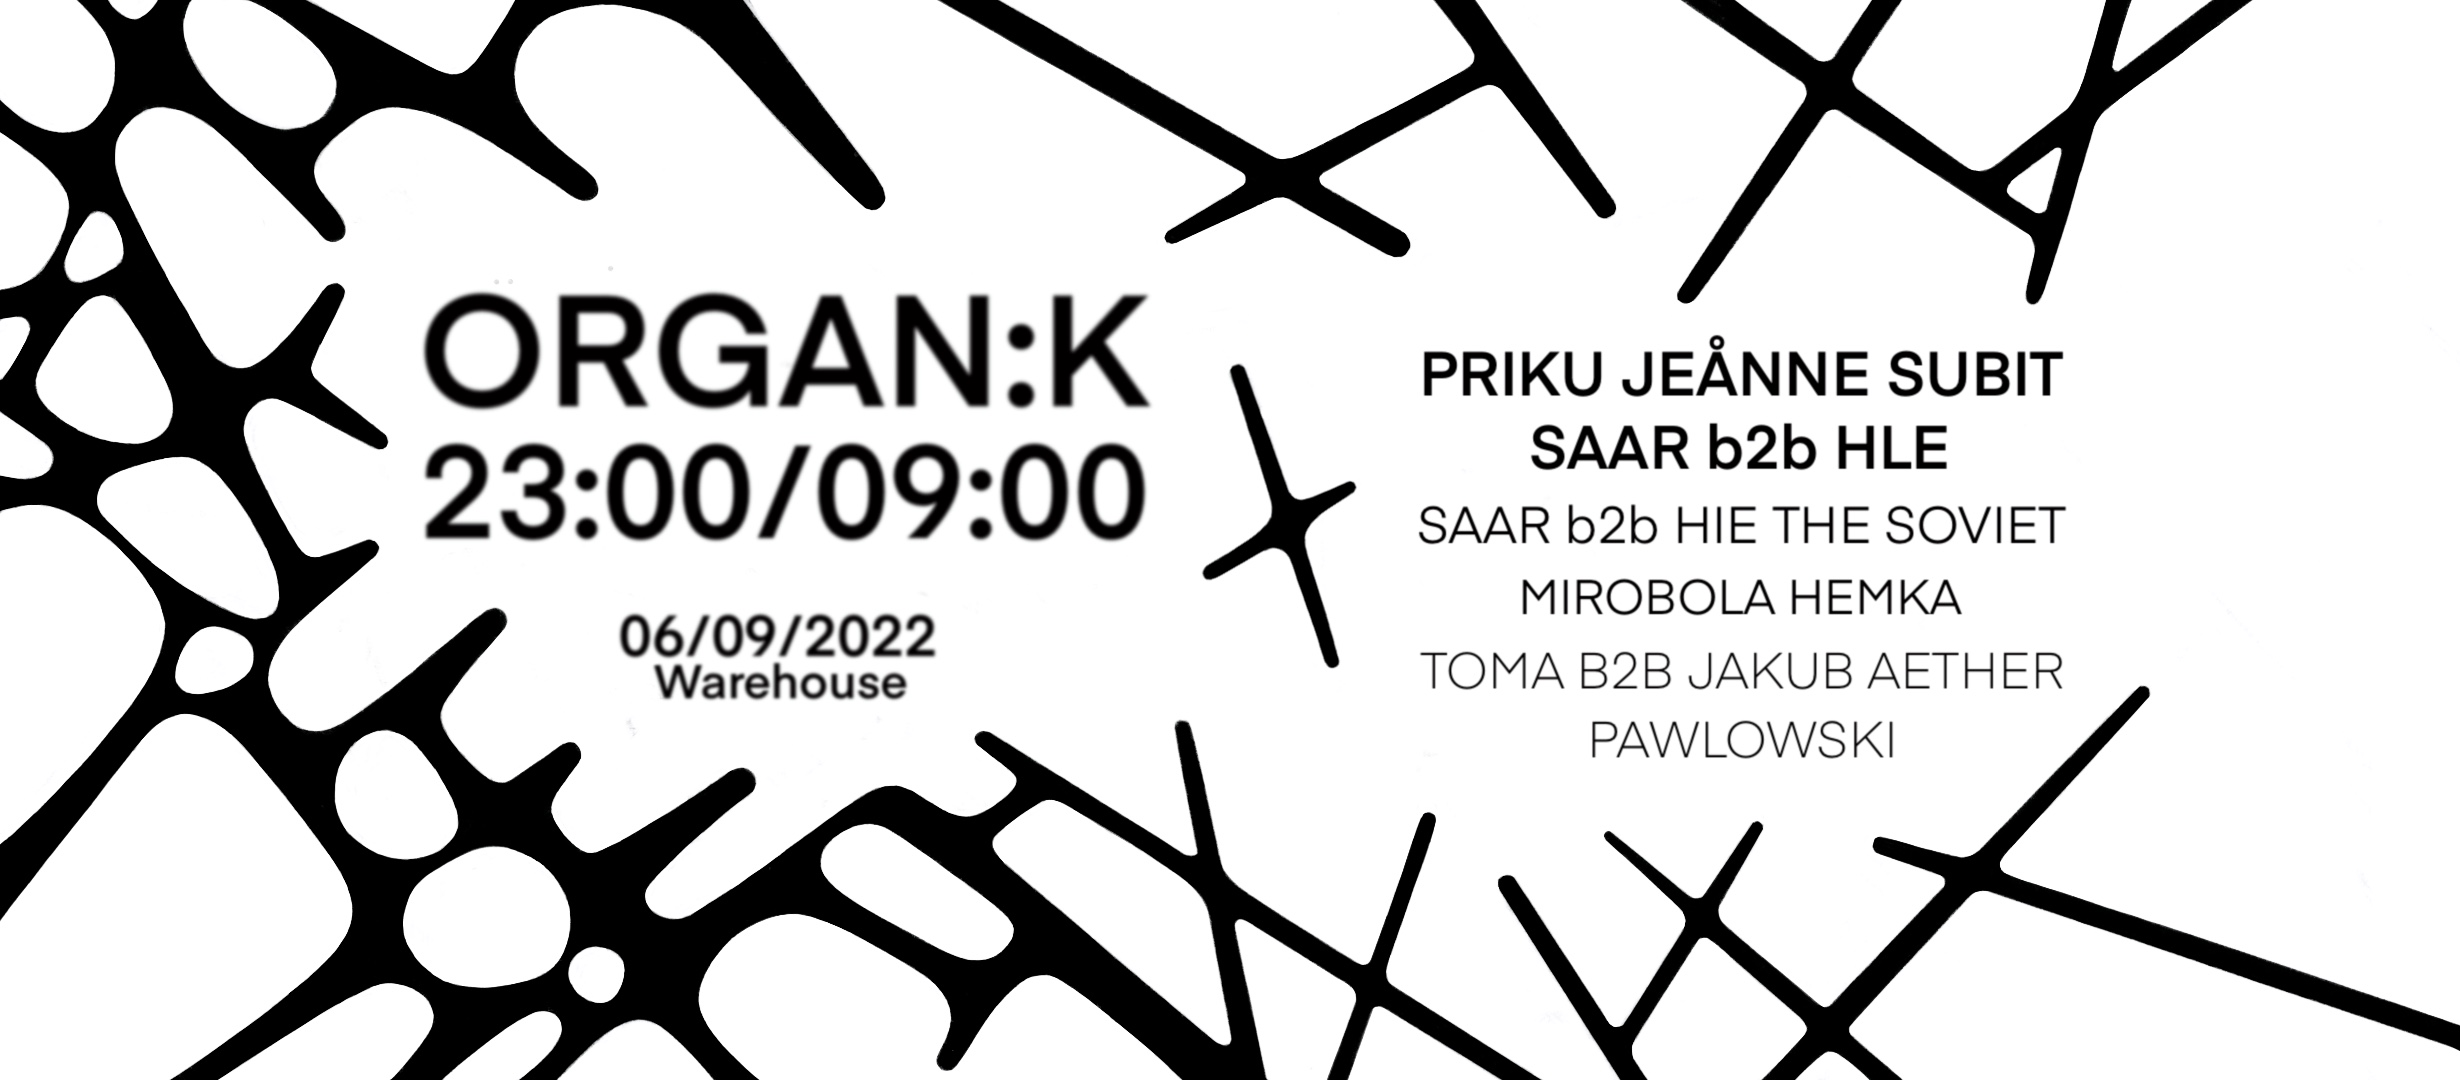 ORGAN:K
23:00/09:00
06/09/2022
Warehouse
PRIKU JEÅNNE SUBIT
SAAR b2b HLE
SAAR b2b HIE THE SOVIET
MIROBOLA HEMKA
TOMA B2B JAKUB AETHER
PAWLOWSKI